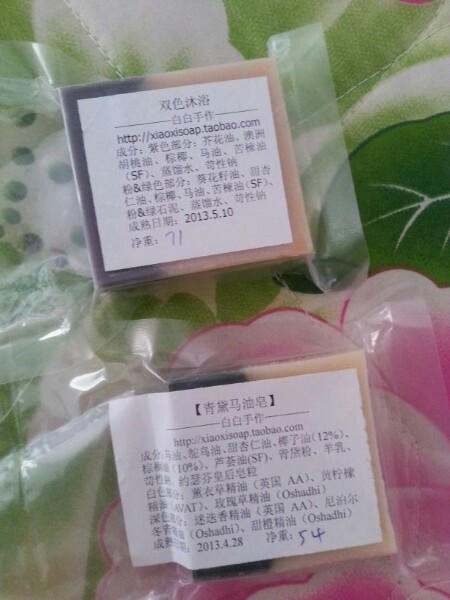 双色沐浴
白白手作
http://xiaoxisoap.taobao.com
成分：紫色部分：芥花油、澳洲
胡桃油、棕榈、马油、苦楝油
(SF)、蒸馏水、苛性钠
粉&绿色部分：葵花籽油、甜杏
仁油、棕榈、马油、苦楝油(SF)、
粉&绿石泥、蒸馏水、苛性钠
成熟日期：2013.5.10
净重：71
【青黛马油皂】
白白手作
http://xiaoxisoap.taobao.com
成分：马油、鸵鸟油、甜杏仁油、椰子油(12%)、
棕榈油(10%)、芦荟油(SF)、青黛粉、羊乳、
苛性钠、约瑟芬皂粒
白色部分：薰衣草精油（英国 AA）、黄柠檬
精油(AVAT)、玫瑰草精油（Oshadhi）
深色部分：迷迭香精油（英国 AA）、尼泊尔
冬青精油（Oshadhi）、甜橙精油（Oshadhi）
成熟日期：2013.4.28 净重：54